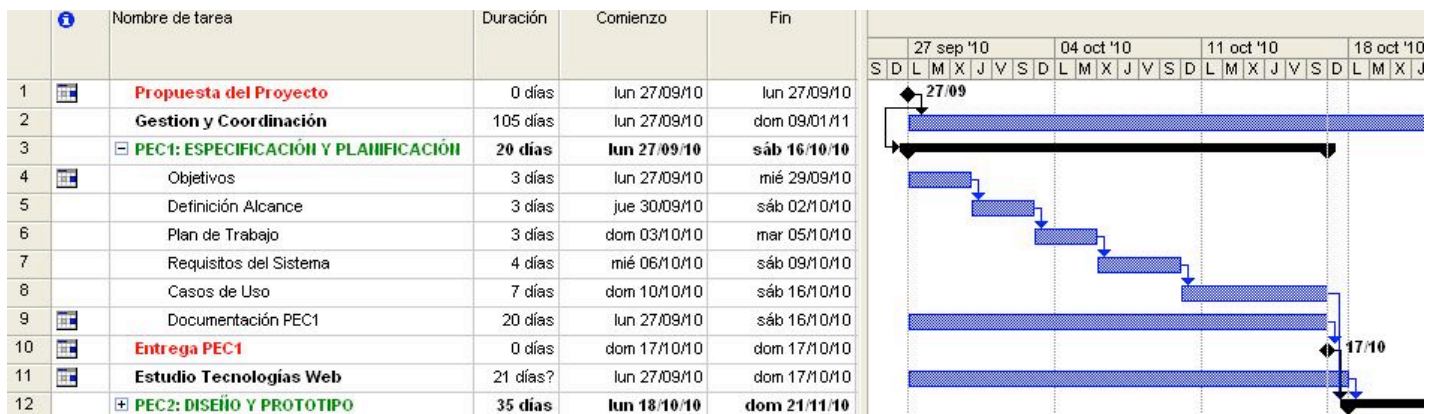 Nombre de tarea Duración Comienzo Fin
27 sep '10 04 oct '10 11 oct '10 18 oct '10
S D L M X J V S D L M X J V S D L M X J V S D L M X J
1 Propuesta del Proyecto 0 días lun 27/09/10 lun 27/09/10 27/09
2 Gestion y Coordinación 105 días lun 27/09/10 dom 09/01/11
3 PEC1: ESPECIFICACIÓN Y PLANIFICACIÓN 20 días lun 27/09/10 sáb 16/10/10
4 Objetivos 3 días lun 27/09/10 mié 29/09/10
5 Definición Alcance 3 días jue 30/09/10 sáb 02/10/10
6 Plan de Trabajo 3 días dom 03/10/10 mar 05/10/10
7 Requisitos del Sistema 4 días mié 06/10/10 sáb 09/10/10
8 Casos de Uso 7 días dom 10/10/10 sáb 16/10/10
9 Documentación PEC1 20 días lun 27/09/10 sáb 16/10/10
10 Entrega PEC1 0 días dom 17/10/10 dom 17/10/10 17/10
11 Estudio Tecnologías Web 21 días? lun 27/09/10 dom 17/10/10
12 PEC2: DISEÑO Y PROTOTIPO 35 días lun 18/10/10 dom 21/11/10